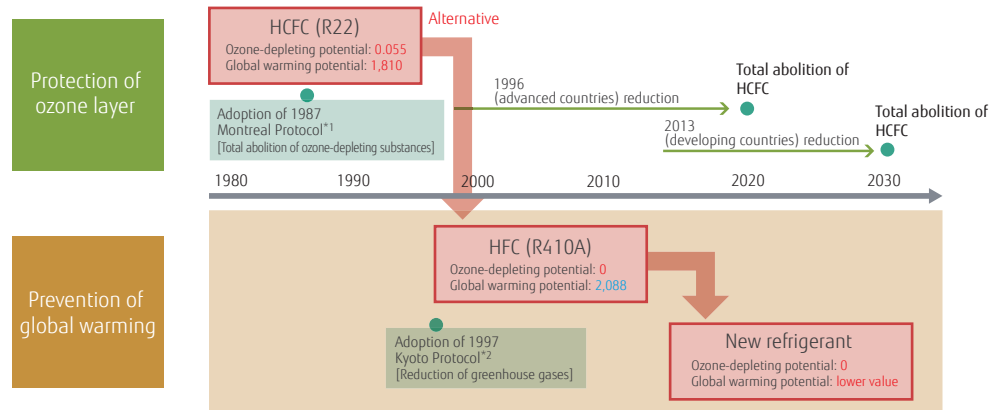 Protection of
ozone layer
HCFC (R22)
Ozone-depleting potential: 0.055
Global warming potential: 1,810
Alternative
Adoption of 1987
Montreal Protocol*1
[Total abolition of ozone-depleting substances]
1996
(advanced countries) reduction
Total abolition of
HCFC
2013
(developing countries) reduction
Total abolition of
HCFC
1980 1990 2000 2010 2020 2030
Prevention of
global warming
HFC (R410A)
Ozone-depleting potential: 0
Global warming potential: 2,088
Adoption of 1997
Kyoto Protocol*2
[Reduction of greenhouse gases]
New refrigerant
Ozone-depleting potential: 0
Global warming potential: lower value